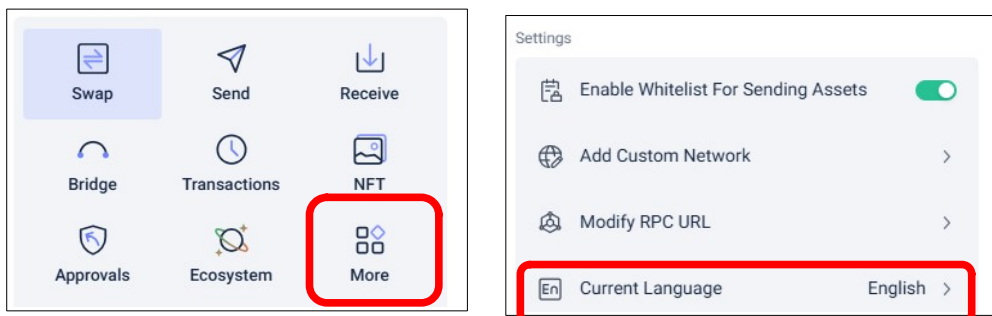 Swap
Send
Receive
Bridge
Transactions
NFT
Approvals
Ecosystem
More
Settings
Enable Whitelist For Sending Assets
Add Custom Network
Modify RPC URL
En
Current Language
English